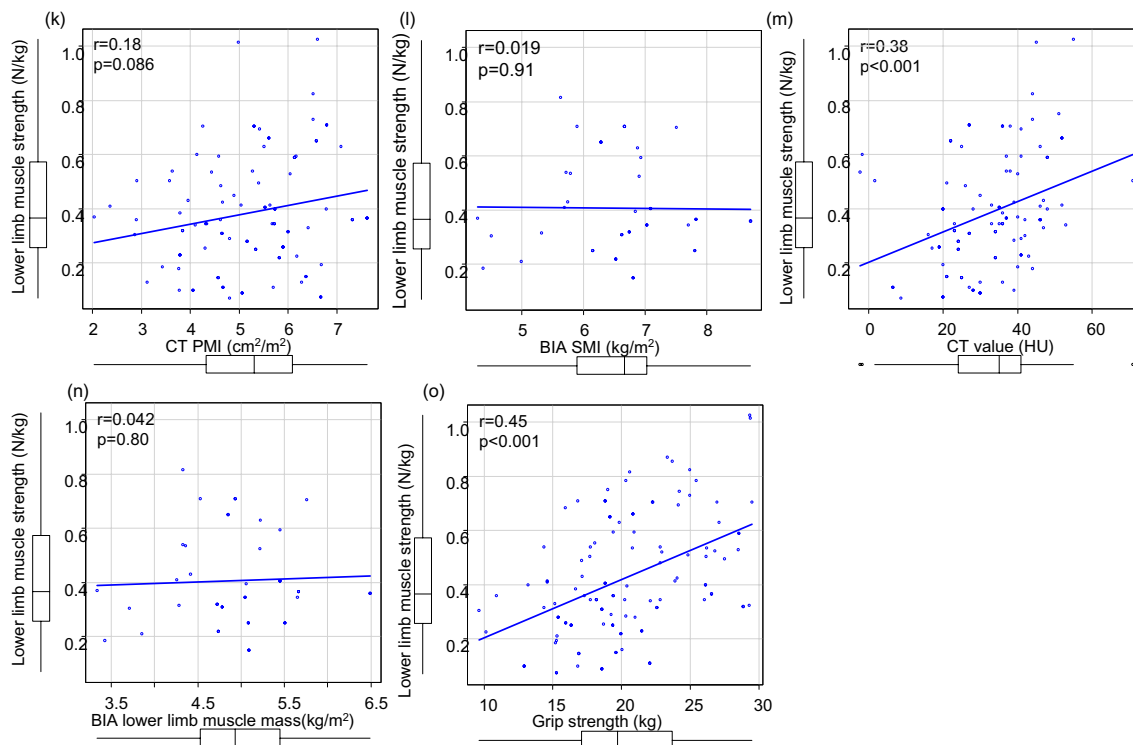 (k)
r=0.18
p=0.086
Lower limb muscle strength (N/kg)
1.0
0.8
0.6
0.4
0.2
2 3 4 5 6 7
CT PMI (cm²/m²)
(l)
r=0.019
p=0.91
Lower limb muscle strength (N/kg)
1.0
0.8
0.6
0.4
0.2
5 6 7 8
BIA SMI (kg/m²)
(m)
r=0.38
p<0.001
Lower limb muscle strength (N/kg)
1.0
0.8
0.6
0.4
0.2
0 20 40 60
CT value (HU)
(n)
r=0.042
p=0.80
Lower limb muscle strength (N/kg)
1.0
0.8
0.6
0.4
0.2
3.5 4.5 5.5 6.5
BIA lower limb muscle mass(kg/m²)
(o)
r=0.45
p<0.001
Lower limb muscle strength (N/kg)
1.0
0.8
0.6
0.4
0.2
10 15 20 25 30
Grip strength (kg)